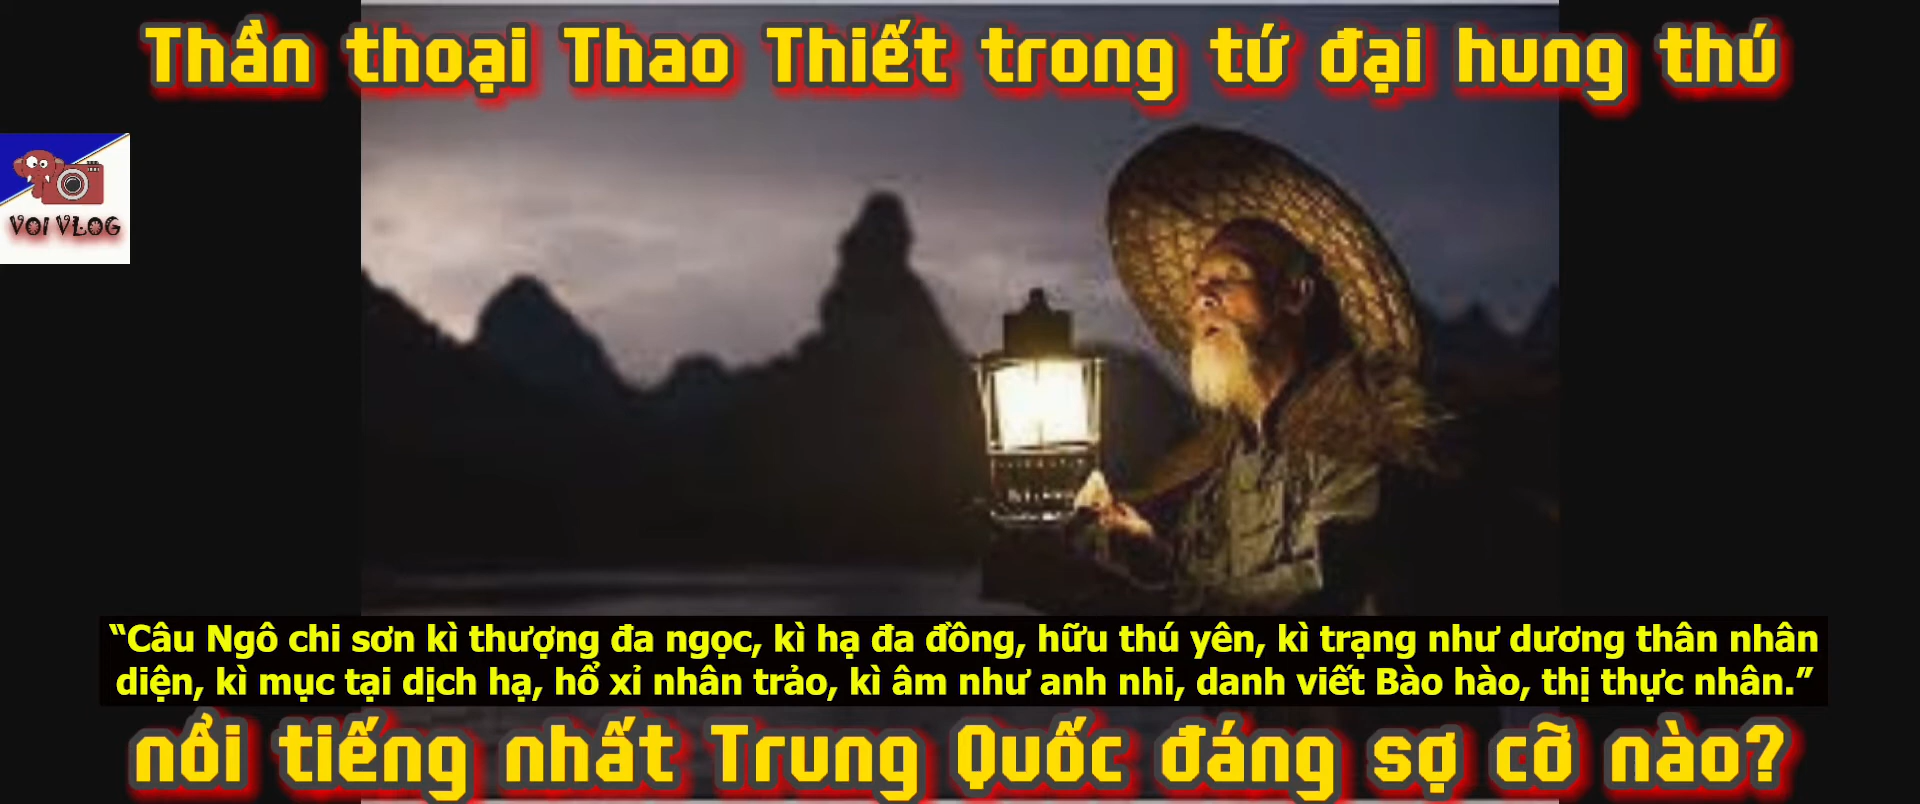 Thần thoại Thao Thiết trong tứ đại hung thú
VOI VLOG
“Câu Ngô chi sơn kì thượng đa ngọc, kì hạ đa đồng, hữu thú yên, kì trạng như dương thân nhân
diện, kì mục tại dịch hạ, hổ xỉ nhân trảo, kì âm như anh nhi, danh viết Bào hào, thị thực nhân.”
nổi tiếng nhất Trung Quốc đáng sợ cỡ nào?